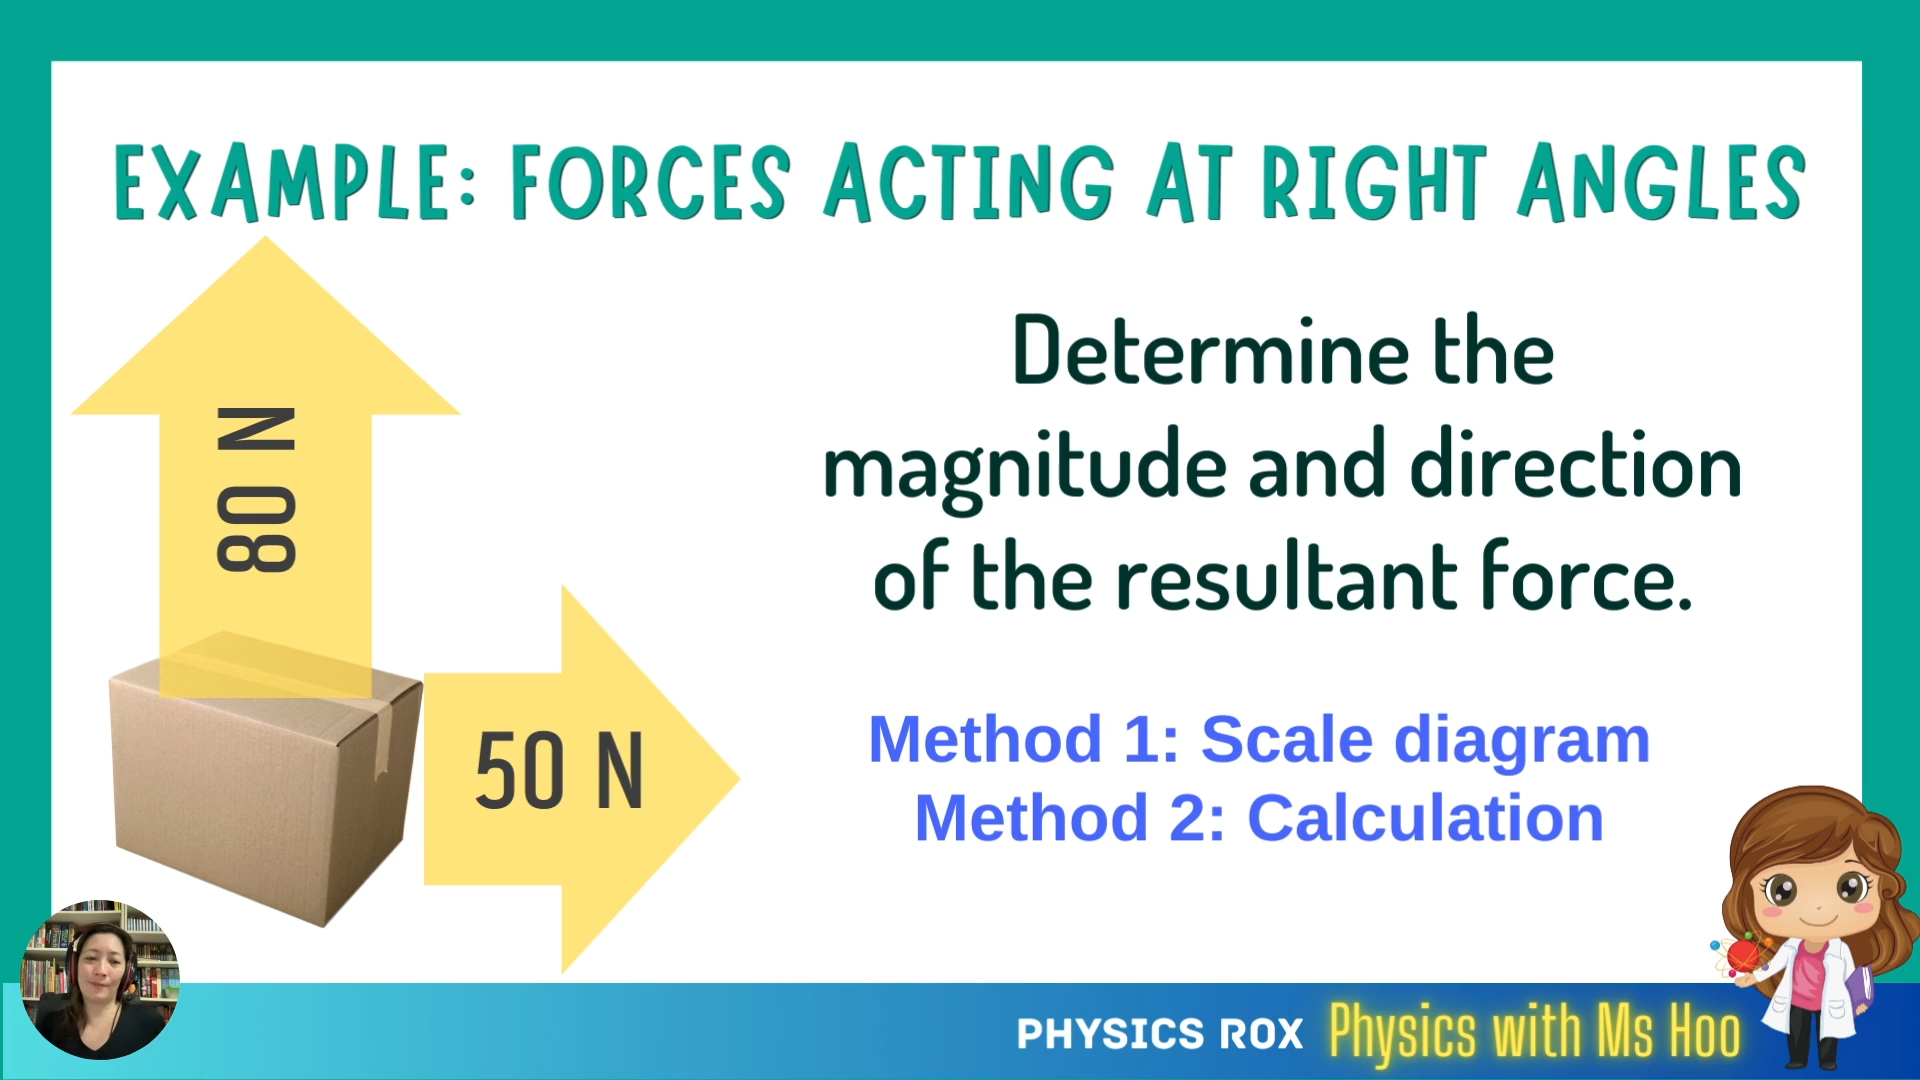 EXAMPLE: FORCES ACTING AT RIGHT ANGLES
80 N
50 N
Determine the
magnitude and direction
of the resultant force.
Method 1: Scale diagram
Method 2: Calculation
PHYSICS ROX
Physics with Ms Hoo